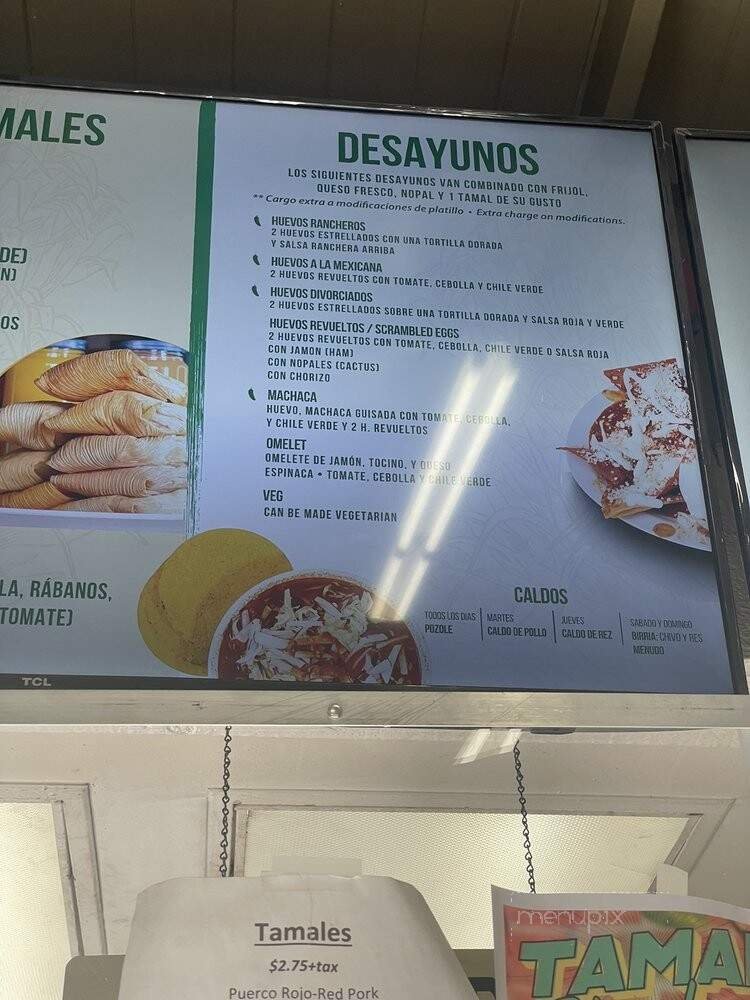 MALES
DE)
N)
OS
LA, RÁBANOS,
TOMATE)
DESAYUNOS
LOS SIGUIENTES DESAYUNOS VAN COMBINADO CON FRIJOL,
QUESO FRESCO, NOPAL Y 1 TAMAL DE SU GUSTO
** Cargo extra a modificaciones de platillo • Extra charge on modifications.
HUEVOS RANCHEROS
2 HUEVOS ESTRELLADOS CON UNA TORTILLA DORADA
Y SALSA RANCHERA ARRIBA
HUEVOS A LA MEXICANA
2 HUEVOS REVUELTOS CON TOMATE, CEBOLLA Y CHILE VERDE
HUEVOS DIVORCIADOS
2 HUEVOS ESTRELLADOS SOBRE UNA TORTILLA DORADA Y SALSA ROJA Y VERDE
HUEVOS REVUELTOS / SCRAMBLED EGGS
2 HUEVOS REVUELTOS CON TOMATE, CEBOLLA, CHILE VERDE O SALSA ROJA
CON JAMON (HAM)
CON NOPALES (CACTUS)
CON CHORIZO
MACHACA
HUEVO, MACHACA GUISADA CON TOMATE, CEBOLLA,
Y CHILE VERDE Y 2 H. REVUELTOS
OMELET
OMELETE DE JAMÓN, TOCINO, Y QUESO
ESPINACA • TOMATE, CEBOLLA Y CHILE VERDE
VEG
CAN BE MADE VEGETARIAN
CALDOS
TODOS LOS DIAS
POZOLE
MARTES
CALDO DE POLLO
JUEVES
CALDO DE REZ
SABADO Y DOMINGO
BIRRIA: CHIVO Y RES
MENUDO
TCL
Tamales
$2.75+tax
Puerco Rojo-Red Pork
menupix
TAMA